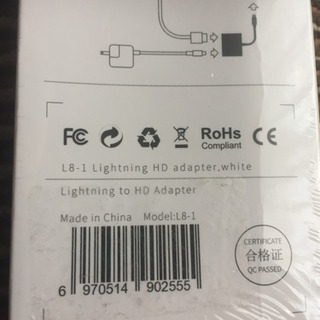 FC RoHS CE
Compliant
L8-1 Lightning HD adapter,white
Lightning to HD Adapter
Made in China Model:L8-1
CERTIFICATE
合格证
QC PASSED
6 970514 902555